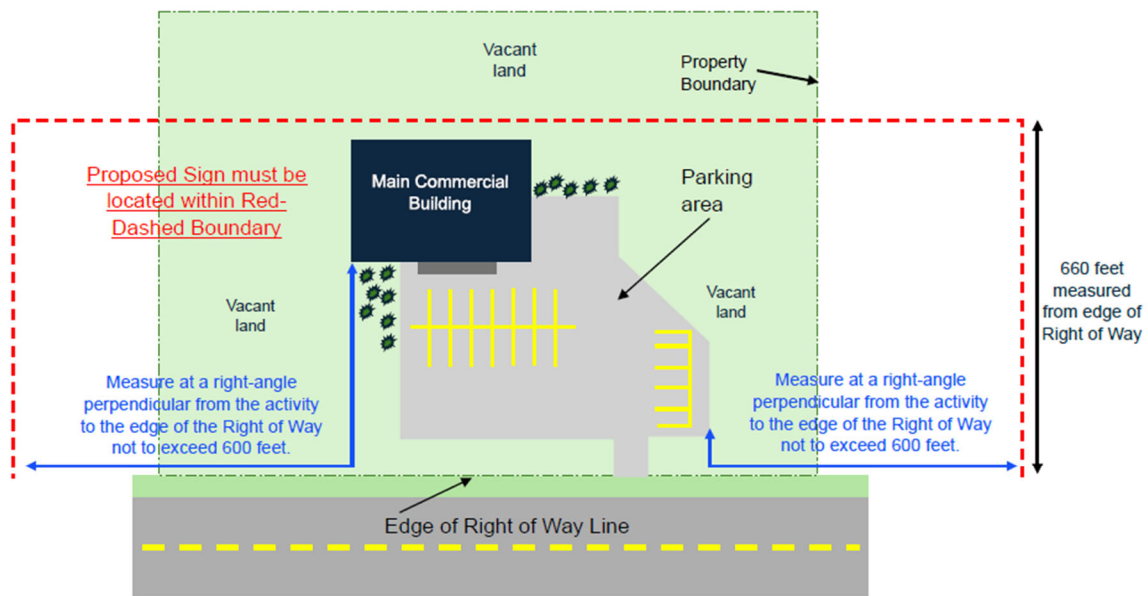 Vacant
land
Property
Boundary
Proposed Sign must be
located within Red-
Dashed Boundary
Main Commercial
Building
Parking
area
Vacant
land
Vacant
land
660 feet
measured
from edge of
Right of Way
Measure at a right-angle
perpendicular from the activity
to the edge of the Right of Way
not to exceed 600 feet.
Measure at a right-angle
perpendicular from the activity
to the edge of the Right of Way
not to exceed 600 feet.
Edge of Right of Way Line